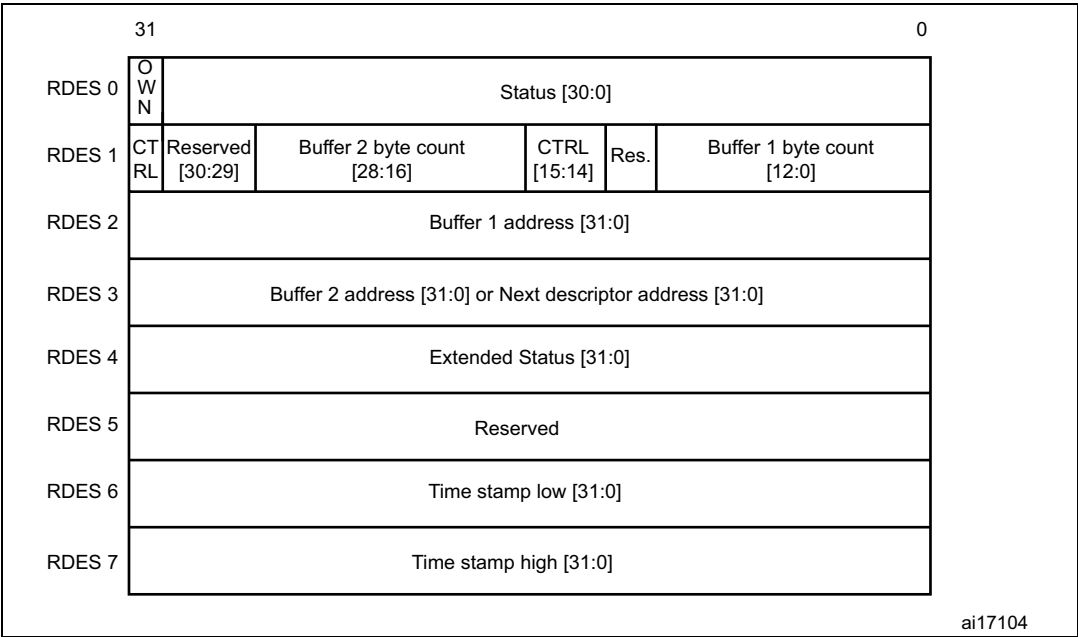 31 0
RDES 0 OWN Status [30:0]
RDES 1 CTRL Reserved [30:29] Buffer 2 byte count [28:16] CTRL [15:14] Res. Buffer 1 byte count [12:0]
RDES 2 Buffer 1 address [31:0]
RDES 3 Buffer 2 address [31:0] or Next descriptor address [31:0]
RDES 4 Extended Status [31:0]
RDES 5 Reserved
RDES 6 Time stamp low [31:0]
RDES 7 Time stamp high [31:0]
ai17104